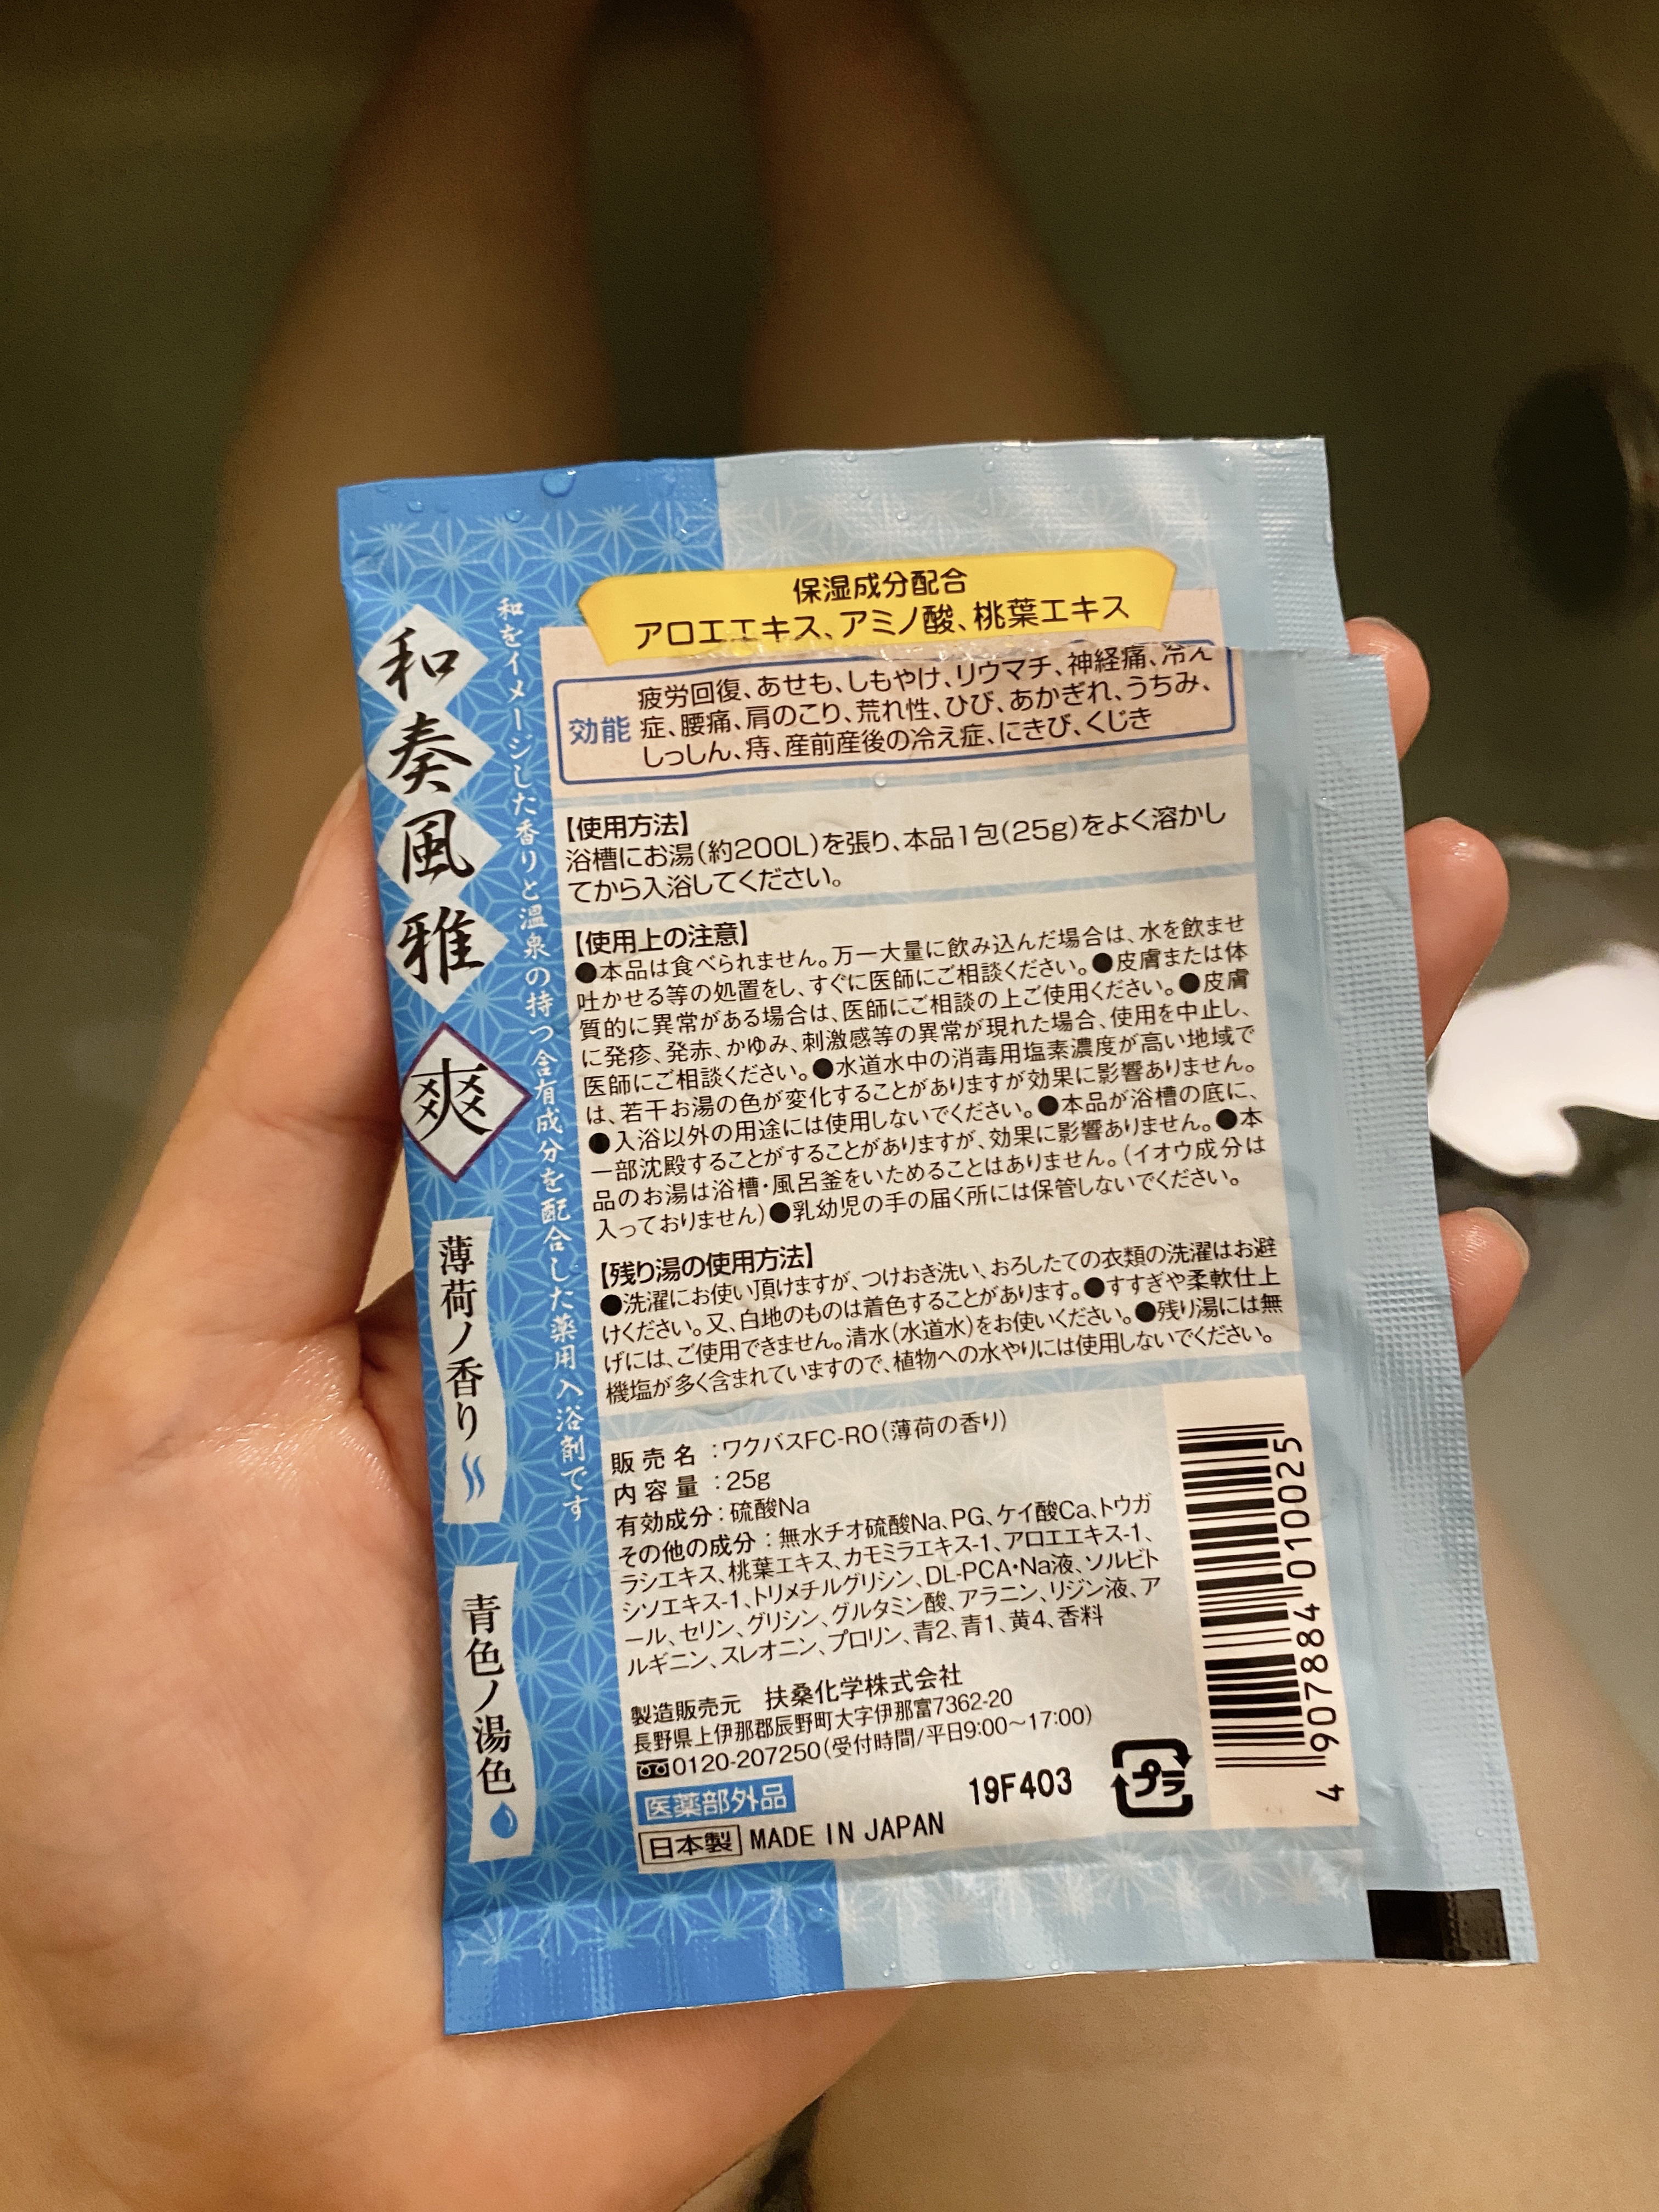 和奏風雅
爽
薄荷ノ香り
青色ノ湯色
和をイメージした香りと温泉の持つ含有成分を配合した薬用入浴剤です
保湿成分配合
アロエエキス、アミノ酸、桃葉エキス
効能
疲労回復、あせも、しもやけ、リウマチ、神経痛、冷え
症、腰痛、肩のこり、荒れ性、ひび、あかぎれ、うちみ、
しっしん、痔、産前産後の冷え症、にきび、くじき
【使用方法】
浴槽にお湯(約200L)を張り、本品1包(25g)をよく溶かし
てから入浴してください。
【使用上の注意】
●本品は食べられません。万一大量に飲み込んだ場合は、水を飲ませ
吐かせる等の処置をし、すぐに医師にご相談ください。●皮膚または体
質的に異常がある場合は、医師にご相談の上ご使用ください。●皮膚
に発疹、発赤、かゆみ、刺激感等の異常が現れた場合、使用を中止し、
医師にご相談ください。●水道水中の消毒用塩素濃度が高い地域で
は、若干お湯の色が変化することがありますが効果に影響ありません。
●入浴以外の用途には使用しないでください。●本品が浴槽の底に、
一部沈殿することがすることがありますが、効果に影響ありません。●本
品のお湯は浴槽・風呂釜をいためることはありません。(イオウ成分は
入っておりません)●乳幼児の手の届く所には保管しないでください。
【残り湯の使用方法】
●洗濯にお使い頂けますが、つけおき洗い、おろしたての衣類の洗濯はお避
けください。又、白地のものは着色することがあります。●すすぎや柔軟仕上
げには、ご使用できません。清水(水道水)をお使いください。●残り湯には無
機塩が多く含まれていますので、植物への水やりには使用しないでください。
販売名:ワクバスFC-RO(薄荷の香り)
内容量:25g
有効成分:硫酸Na
その他の成分:無水チオ硫酸Na、PG、ケイ酸Ca、トウガ
ラシエキス、桃葉エキス、カモミラエキス-1、アロエエキス-1、
シソエキス-1、トリメチルグリシン、DL-PCA・Na液、ソルビト
ール、セリン、グリシン、グルタミン酸、アラニン、リジン液、ア
ルギニン、スレオニン、プロリン、青2、青1、黄4、香料
製造販売元 扶桑化学株式会社
長野県上伊那郡辰野町大字伊那富7362-20
0120-207250(受付時間/平日9:00〜17:00)
医薬部外品
日本製 MADE IN JAPAN
19F403
プラ
4 907884 010025